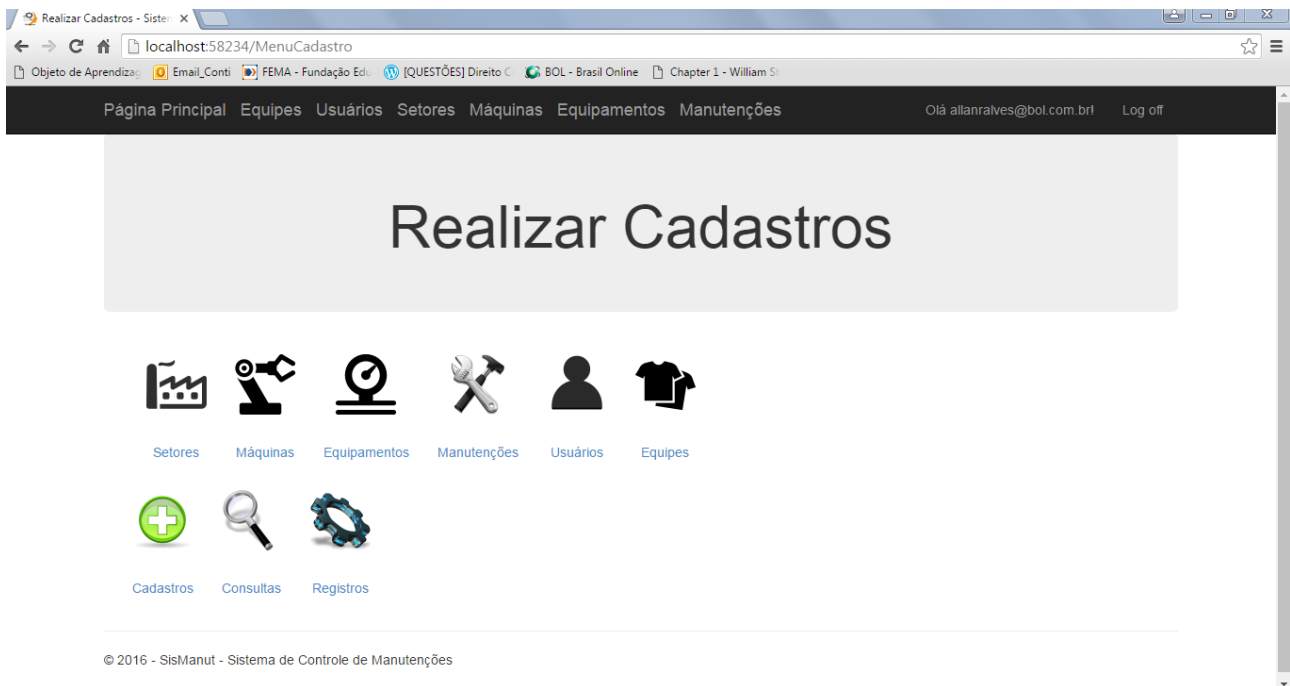 Realizar Cadastros - Sister
localhost:58234/MenuCadastro
Objeto de Aprendizag Email_Conti FEMA - Fundação Edu [QUESTÕES] Direito C BOL - Brasil Online Chapter 1 - William St
Página Principal Equipes Usuários Setores Máquinas Equipamentos Manutenções Olá allanralves@bol.com.br! Log off
Realizar Cadastros
Setores Máquinas Equipamentos Manutenções Usuários Equipes
Cadastros Consultas Registros
© 2016 - SisManut - Sistema de Controle de Manutenções